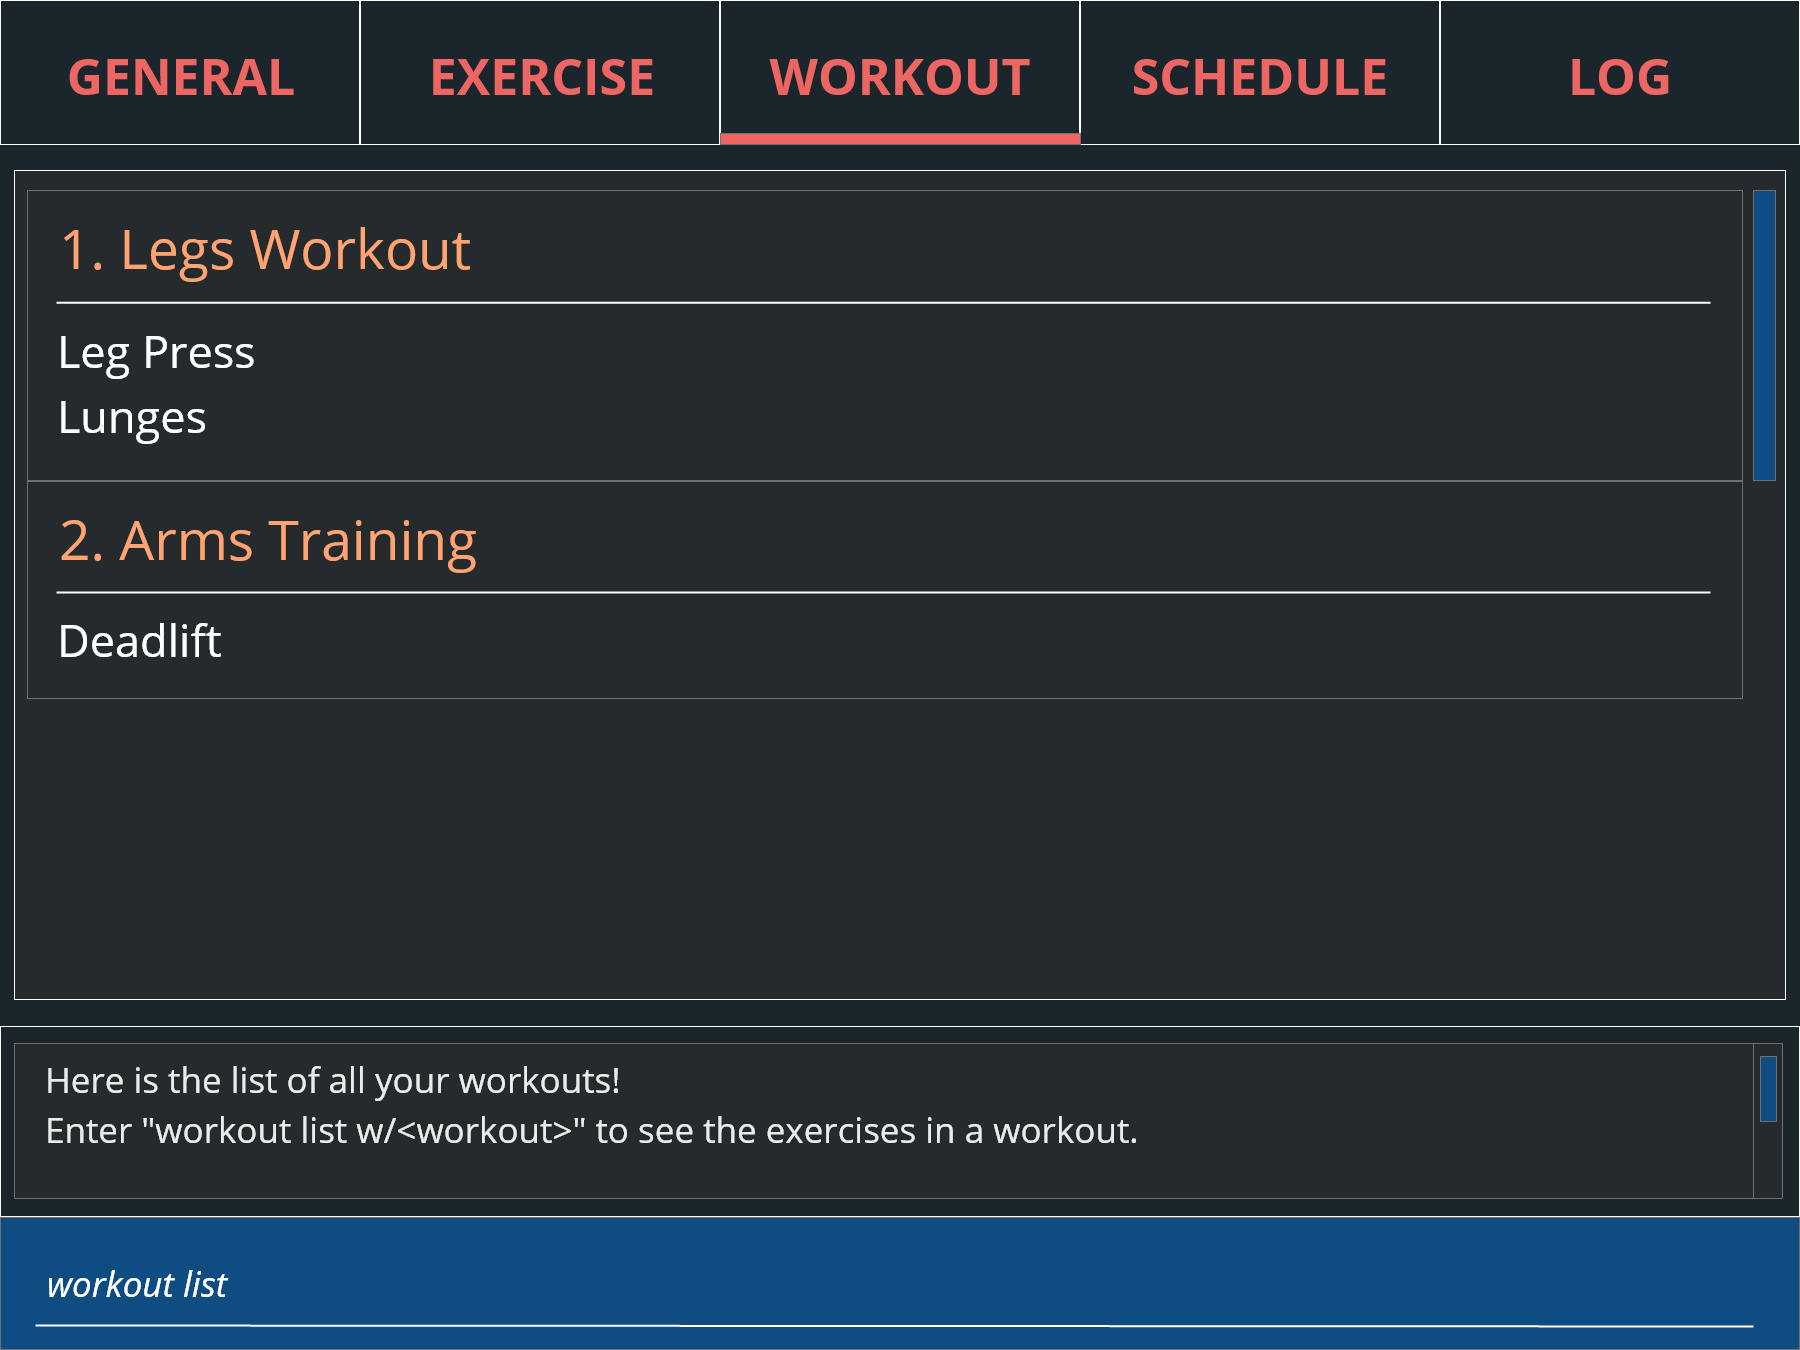 GENERAL EXERCISE WORKOUT SCHEDULE LOG
1. Legs Workout
Leg Press
Lunges
2. Arms Training
Deadlift
Here is the list of all your workouts!
Enter "workout list w/<workout>" to see the exercises in a workout.
workout list